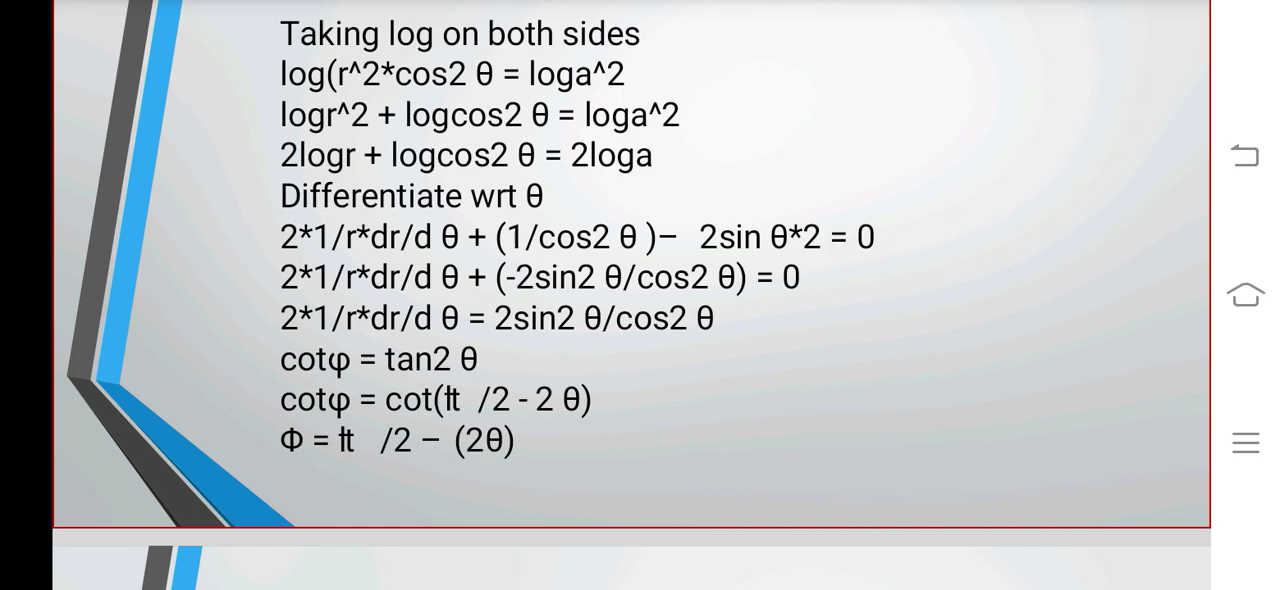 Taking log on both sides
log(r^2*cos2 θ = loga^2
logr^2 + logcos2 θ = loga^2
2logr + logcos2 θ = 2loga
Differentiate wrt θ
2*1/r*dr/d θ + (1/cos2 θ )– 2sin θ*2 = 0
2*1/r*dr/d θ + (-2sin2 θ/cos2 θ) = 0
2*1/r*dr/d θ = 2sin2 θ/cos2 θ
cotφ = tan2 θ
cotφ = cot(ƭt /2 - 2 θ)
Φ = ƭt /2 – (2θ)